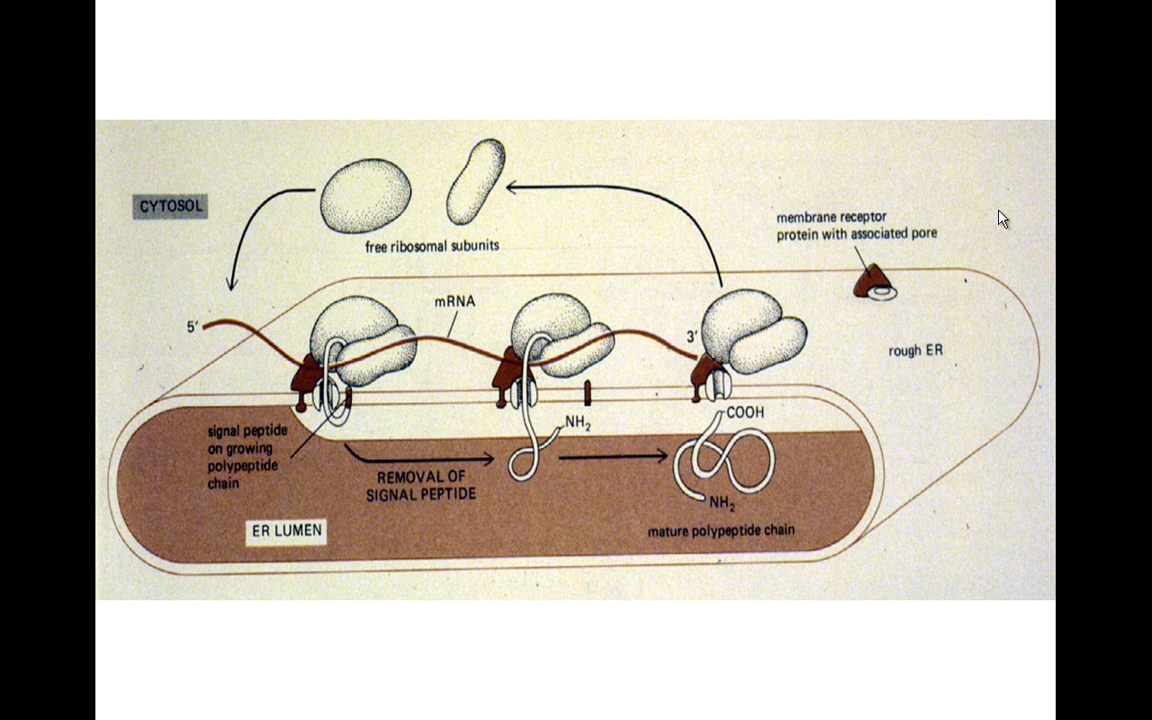 CYTOSOL
free ribosomal subunits
membrane receptor
protein with associated pore
mRNA
5′
3′
rough ER
signal peptide
on growing
polypeptide
chain
NH2
COOH
REMOVAL OF
SIGNAL PEPTIDE
NH2
ER LUMEN
mature polypeptide chain